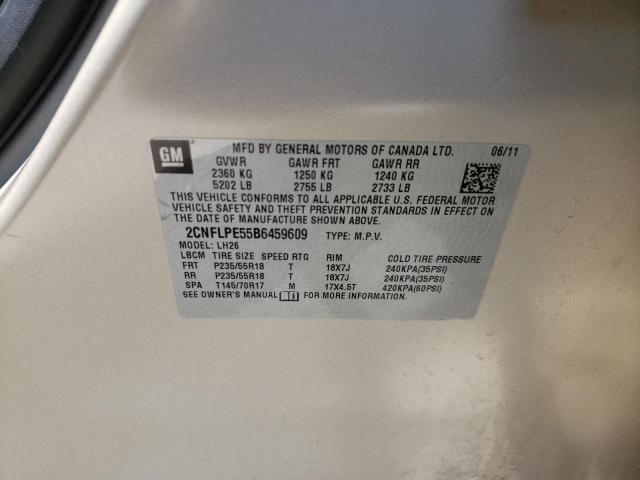 GM
MFD BY GENERAL MOTORS OF CANADA LTD. 06/11
GVWR GAWR FRT GAWR RR
2360 KG 1250 KG 1240 KG
5202 LB 2755 LB 2733 LB
THIS VEHICLE CONFORMS TO ALL APPLICABLE U.S. FEDERAL MOTOR
VEHICLE SAFETY AND THEFT PREVENTION STANDARDS IN EFFECT ON
THE DATE OF MANUFACTURE SHOWN ABOVE.
2CNFLPE55B6459609 TYPE: M.P.V.
MODEL: LH26
LBCM TIRE SIZE SPEED RTG RIM COLD TIRE PRESSURE
FRT P235/55R18 T 18X7J 240KPA(35PSI)
RR P235/55R18 T 18X7J 240KPA(35PSI)
SPA T145/70R17 M 17X4.5T 420KPA(60PSI)
SEE OWNER'S MANUAL FOR MORE INFORMATION.